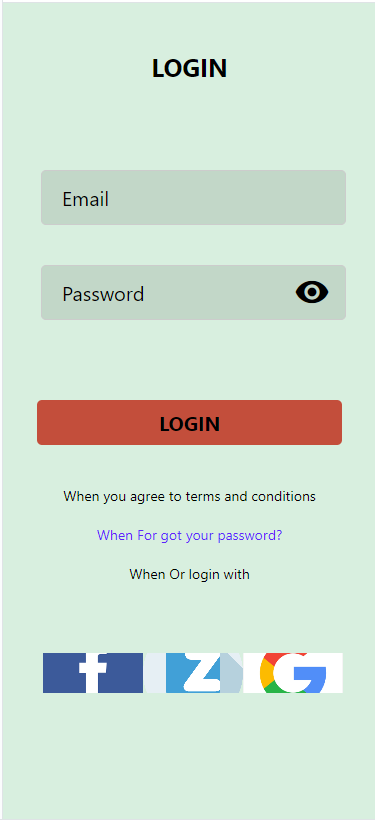 LOGIN
Email
Password
LOGIN
When you agree to terms and conditions
When For got your password?
When Or login with
f Z G